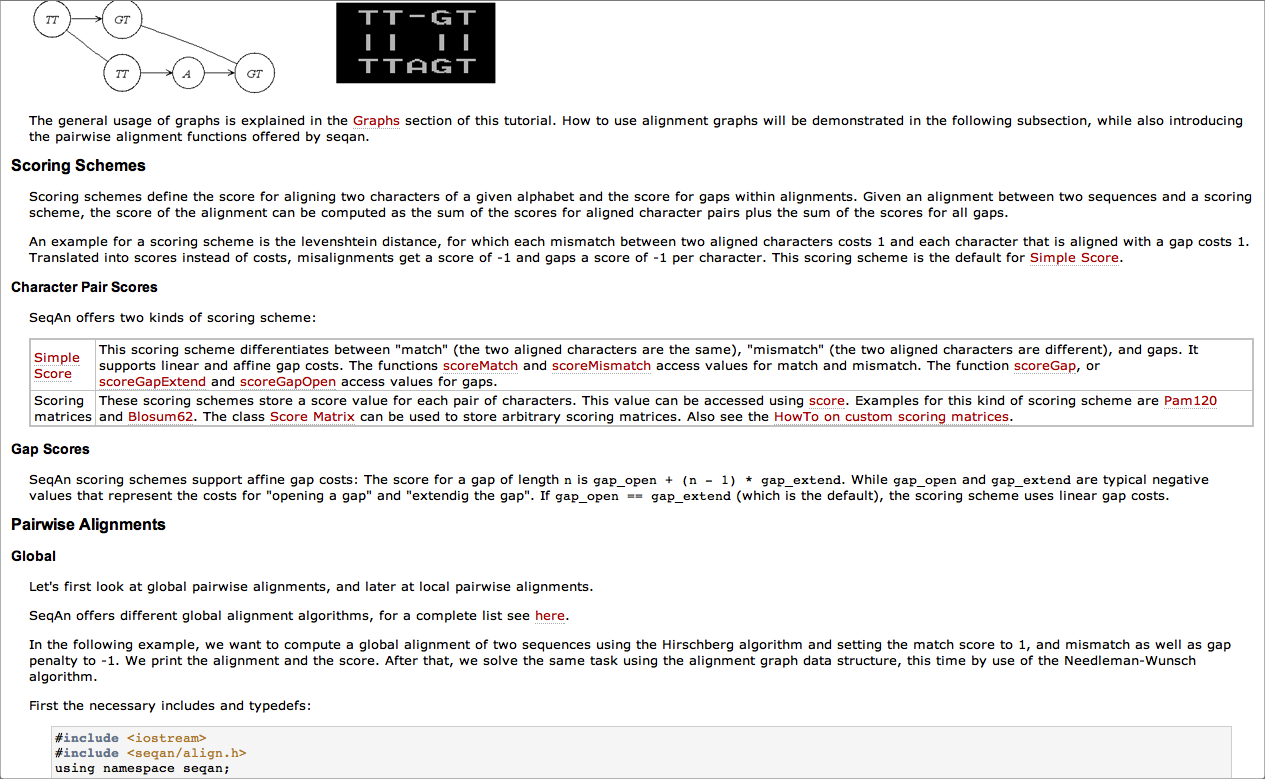 TT GT
TT A GT
TT-GT
|| ||
TTAGT
The general usage of graphs is explained in the Graphs section of this tutorial. How to use alignment graphs will be demonstrated in the following subsection, while also introducing
the pairwise alignment functions offered by seqan.
Scoring Schemes
Scoring schemes define the score for aligning two characters of a given alphabet and the score for gaps within alignments. Given an alignment between two sequences and a scoring
scheme, the score of the alignment can be computed as the sum of the scores for aligned character pairs plus the sum of the scores for all gaps.
An example for a scoring scheme is the levenshtein distance, for which each mismatch between two aligned characters costs 1 and each character that is aligned with a gap costs 1.
Translated into scores instead of costs, misalignments get a score of -1 and gaps a score of -1 per character. This scoring scheme is the default for Simple Score.
Character Pair Scores
SeqAn offers two kinds of scoring scheme:
Simple
Score
This scoring scheme differentiates between "match" (the two aligned characters are the same), "mismatch" (the two aligned characters are different), and gaps. It
supports linear and affine gap costs. The functions scoreMatch and scoreMismatch access values for match and mismatch. The function scoreGap, or
scoreGapExtend and scoreGapOpen access values for gaps.
Scoring
matrices
These scoring schemes store a score value for each pair of characters. This value can be accessed using score. Examples for this kind of scoring scheme are Pam120
and Blosum62. The class Score Matrix can be used to store arbitrary scoring matrices. Also see the HowTo on custom scoring matrices.
Gap Scores
SeqAn scoring schemes support affine gap costs: The score for a gap of length n is gap_open + (n - 1) * gap_extend. While gap_open and gap_extend are typical negative
values that represent the costs for "opening a gap" and "extendig the gap". If gap_open == gap_extend (which is the default), the scoring scheme uses linear gap costs.
Pairwise Alignments
Global
Let's first look at global pairwise alignments, and later at local pairwise alignments.
SeqAn offers different global alignment algorithms, for a complete list see here.
In the following example, we want to compute a global alignment of two sequences using the Hirschberg algorithm and setting the match score to 1, and mismatch as well as gap
penalty to -1. We print the alignment and the score. After that, we solve the same task using the alignment graph data structure, this time by use of the Needleman-Wunsch
algorithm.
First the necessary includes and typedefs:
#include <iostream>
#include <seqan/align.h>
using namespace seqan;